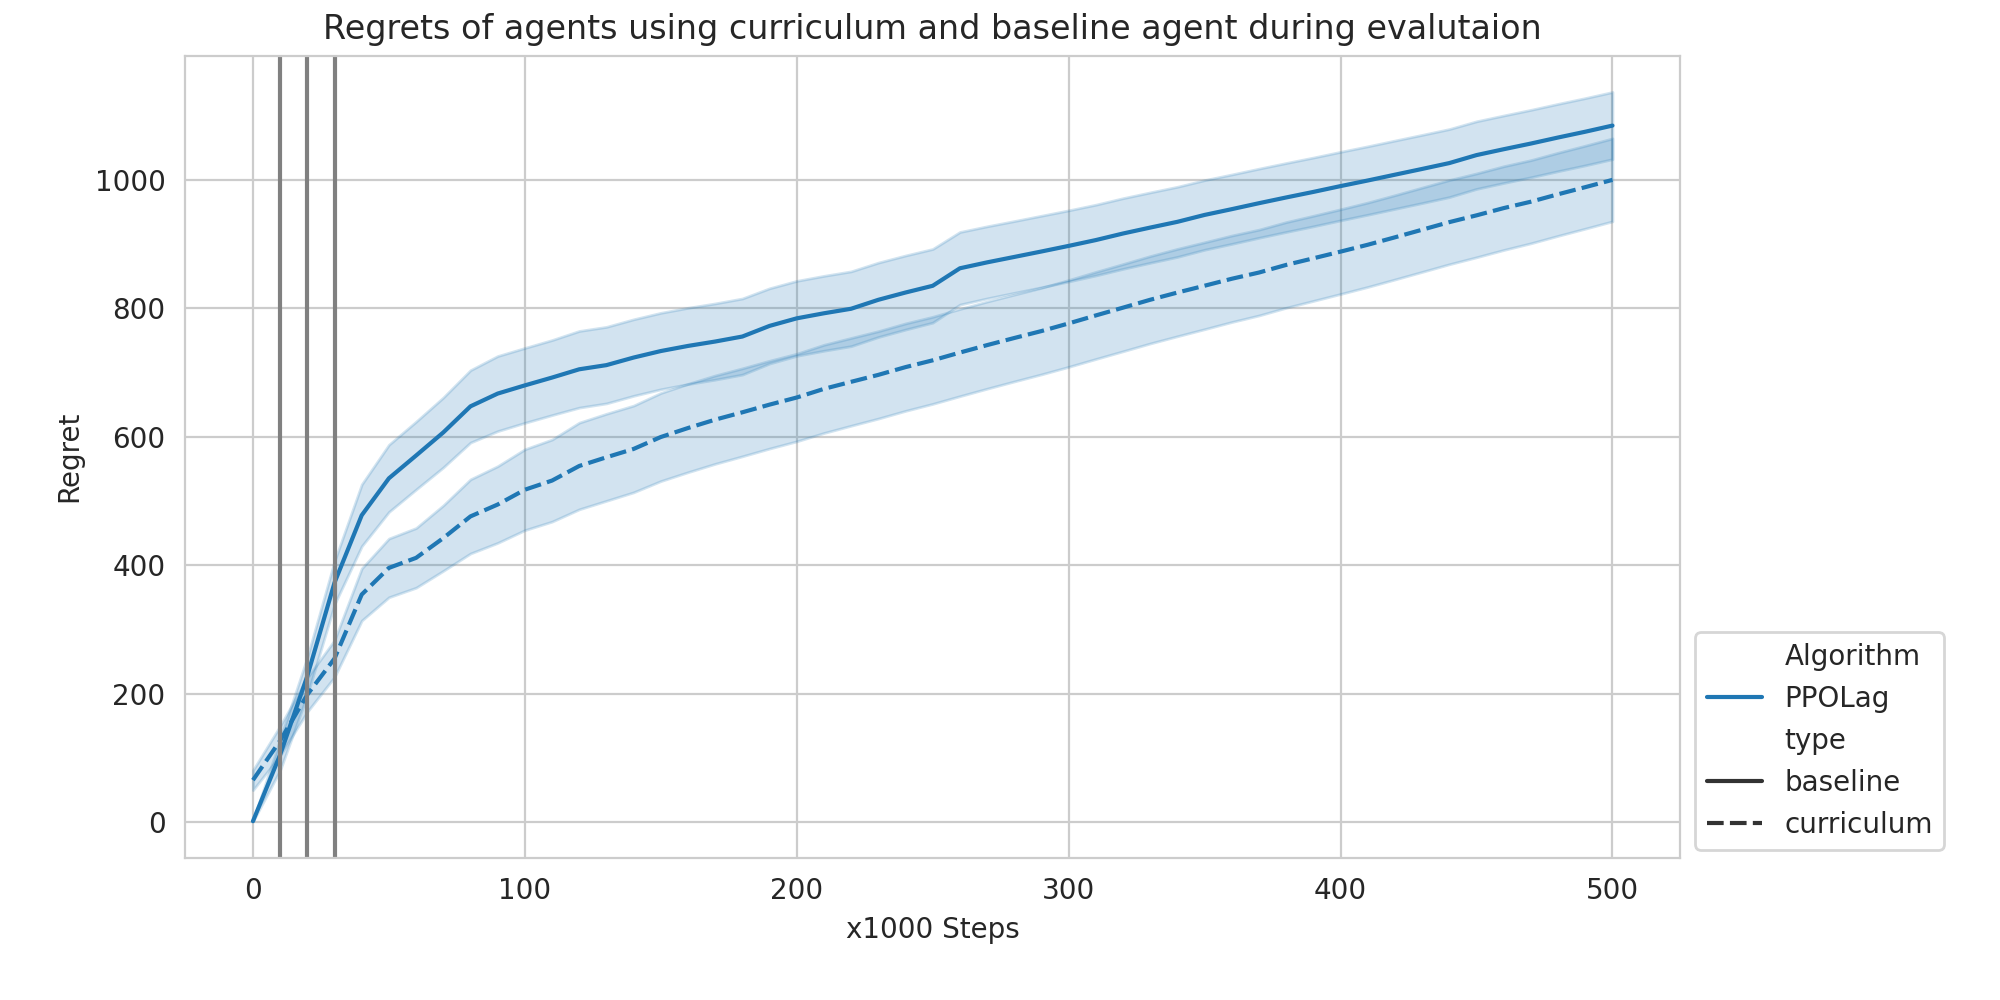 Regrets of agents using curriculum and baseline agent during evalutaion
Regret
1000
800
600
400
200
0
0 100 200 300 400 500
x1000 Steps
Algorithm
PPOLag
type
baseline
curriculum